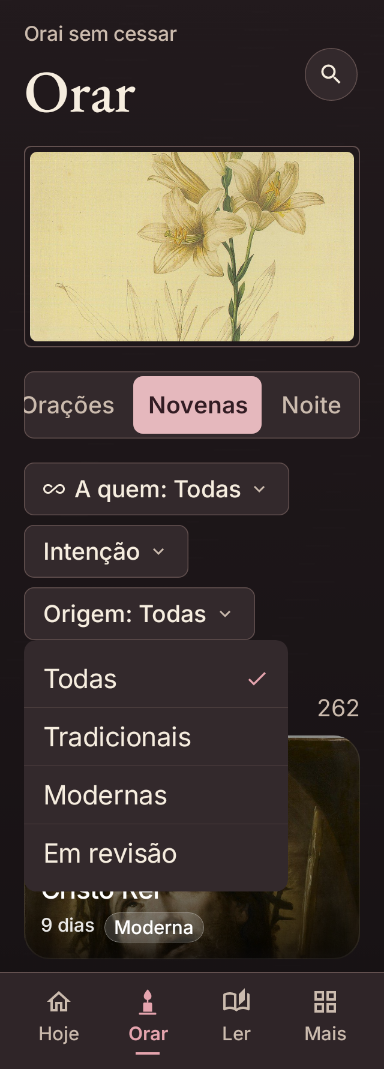 Orai sem cessar
Orar
Orações
Novenas
Noite
A quem: Todas
Intenção
Origem: Todas
Todas
262
Tradicionais
Modernas
Em revisão
Cristo Rei
9 dias
Moderna
Hoje
Orar
Ler
Mais